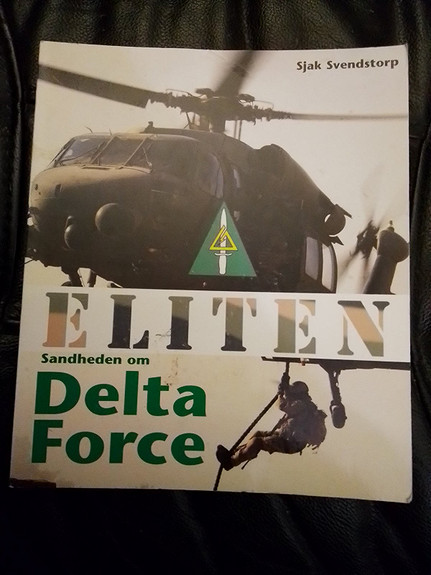 Sjak Svendstorp
ELITEN
Sandheden om
Delta
Force